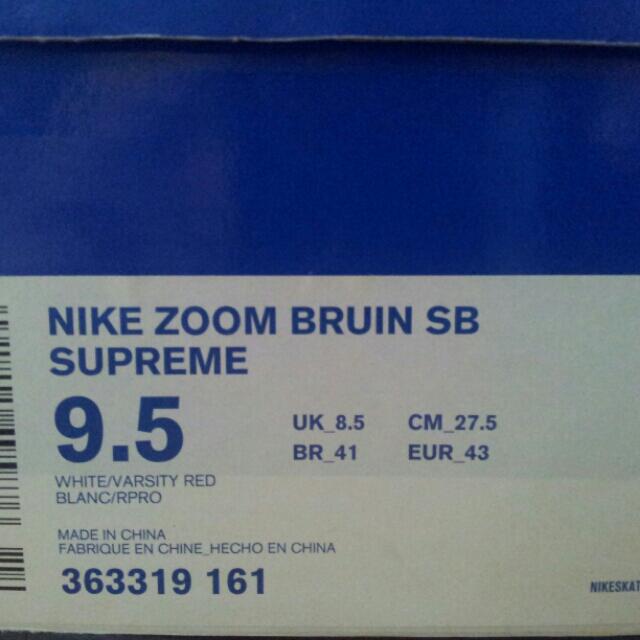 NIKE ZOOM BRUIN SB
SUPREME
9.5
UK_8.5 CM_27.5
BR_41 EUR_43
WHITE/VARSITY RED
BLANC/RPRO
MADE IN CHINA
FABRIQUE EN CHINE_HECHO EN CHINA
363319 161
NIKESKAT